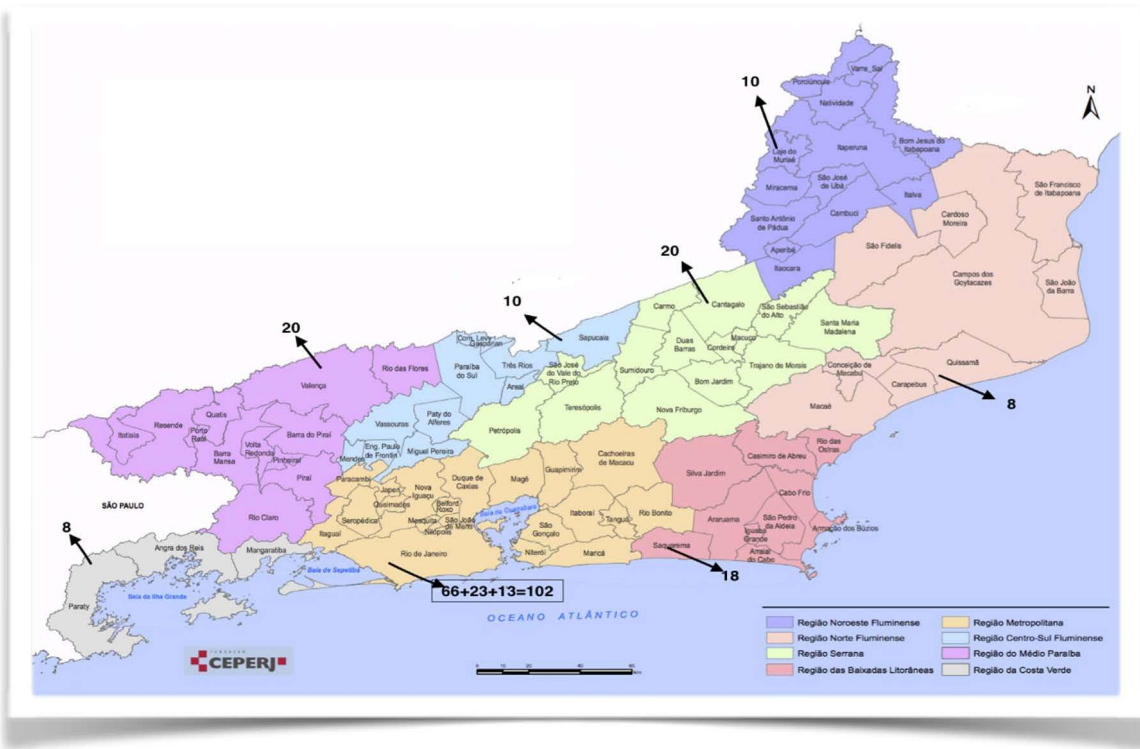 Varre_Sai
Porciúncula
10
Natividade
N
Bom Jesus do
Itabapoana
Itaperuna
Laje do
Muriaé
São José
de Ubá
Miracema
Italva
São Francisco
de Itabapoana
Cambuci
Santo Antônio
de Pádua
Cardoso
Moreira
Aperibé
São Fidelis
20
Itaocara
Campos dos
Goytacazes
São João
da Barra
10
Carmo
Cantagalo
São Sebastião
do Alto
Santa Maria
Madalena
20
Com. Levy
Gasparian
Sapucaia
Duas
Barras
Macuco
Cordeiro
Paraíba
do Sul
Três Rios
São José
do Vale do
Rio Preto
Sumidouro
Trajano de Morais
Conceição de
Macabu
Quissamã
Rio das Flores
Valença
Areal
Bom Jardim
Carapebus
8
Teresópolis
Nova Friburgo
Macaé
Quatis
Vassouras
Paty do
Alferes
Petrópolis
Itatiaia
Resende
Porto
Real
Barra do Piraí
Volta
Redonda
Barra
Mansa
Pinheiral
Mendes
Eng. Paulo
de Frontin
Miguel Pereira
Rio das
Ostras
Casimiro de Abreu
Piraí
Paracambi
Japeri
Nova
Iguaçu
Duque de
Caxias
Magé
Guapimirim
Cachoeiras
de Macacu
Silva Jardim
Cabo Frio
SÃO PAULO
Rio Claro
Queimados
Belford
Roxo
Seropédica
Mesquita
São João
de Meriti
Nilópolis
Baía de Guanabara
Itaboraí
Tanguá
Rio Bonito
Araruama
São Pedro
da Aldeia
Iguaba
Grande
Armação dos Búzios
8
Itaguaí
São
Gonçalo
Angra dos Reis
Mangaratiba
Rio de Janeiro
Niterói
Maricá
Saquarema
Arraial
do Cabo
Baía de Sepetiba
18
Paraty
Baía da Ilha Grande
66+23+13=102
OCEANO ATLÂNTICO
FUNDAÇÃO
CEPERJ
0 10 20 40 60
Km
Região Noroeste Fluminense
Região Norte Fluminense
Região Serrana
Região das Baixadas Litorâneas
Região Metropolitana
Região Centro-Sul Fluminense
Região do Médio Paraíba
Região da Costa Verde